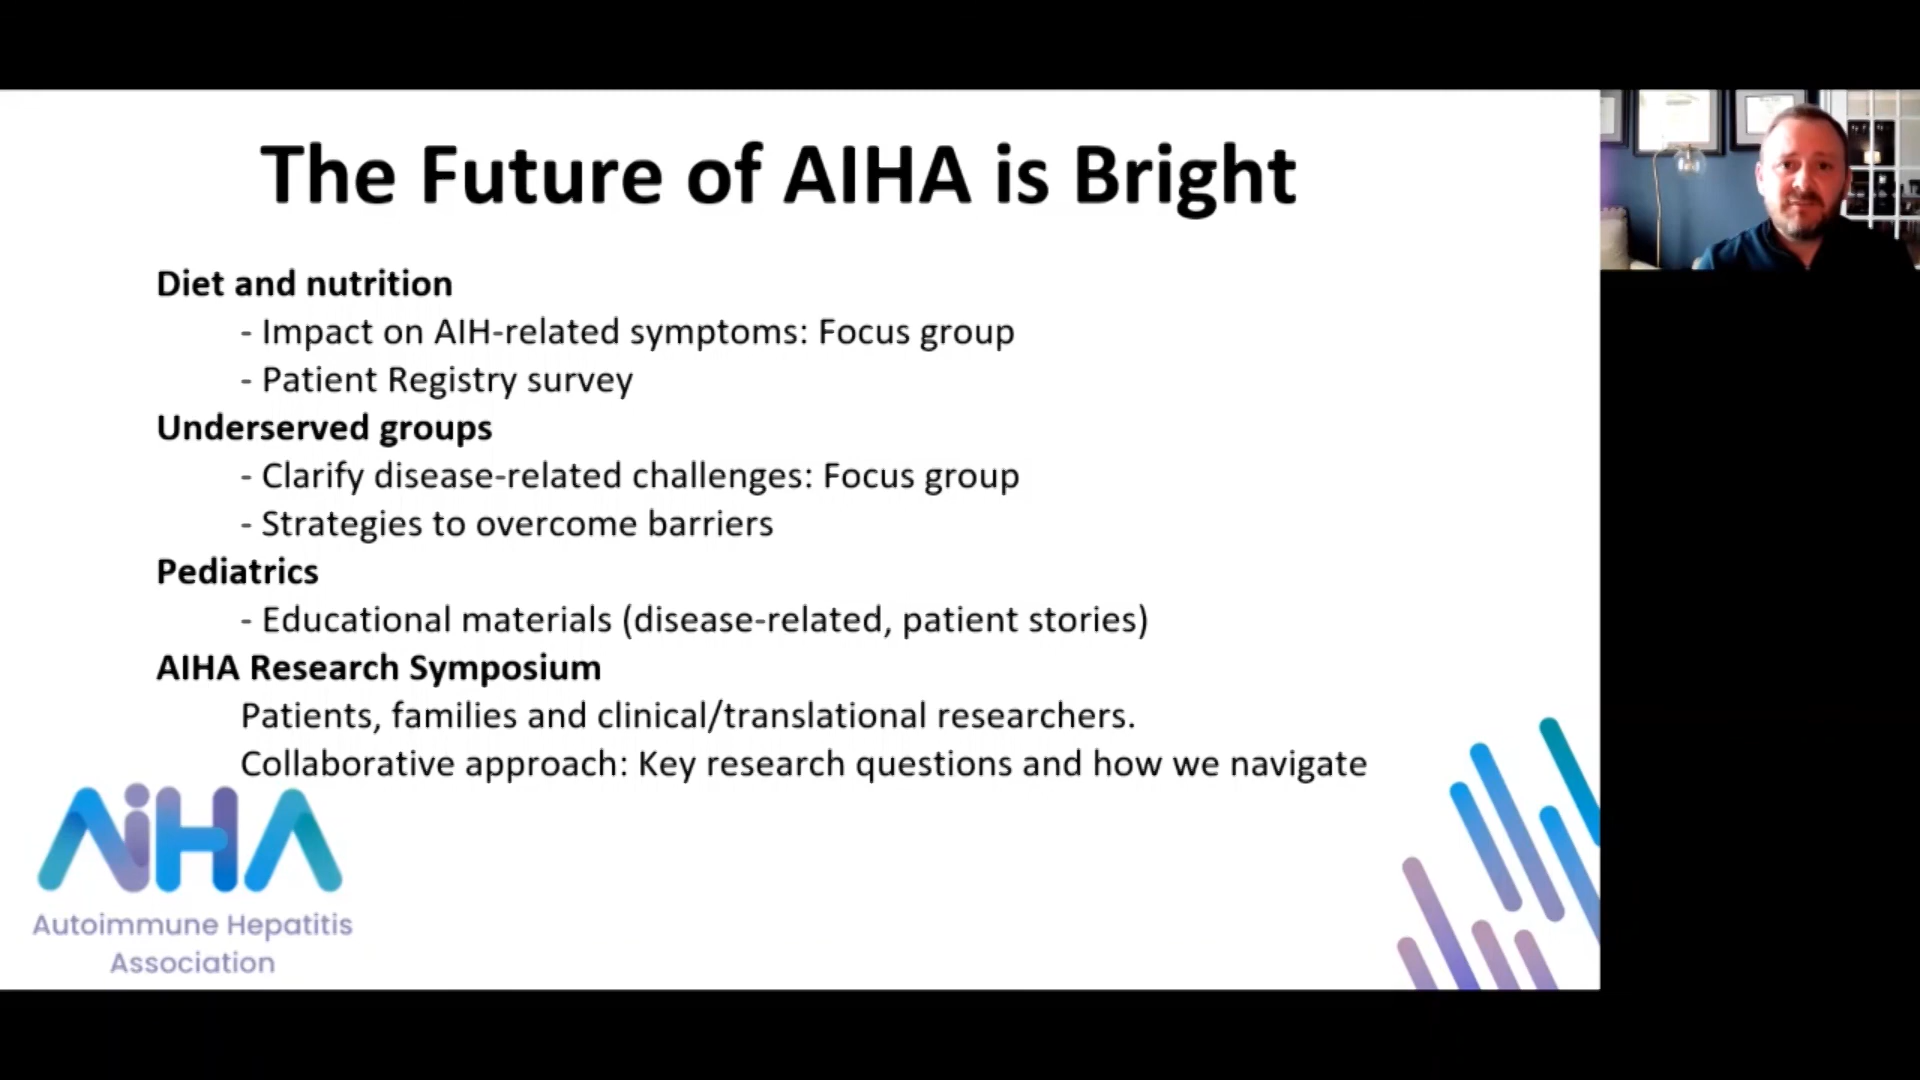 The Future of AIHA is Bright
Diet and nutrition
- Impact on AIH-related symptoms: Focus group
- Patient Registry survey
Underserved groups
- Clarify disease-related challenges: Focus group
- Strategies to overcome barriers
Pediatrics
- Educational materials (disease-related, patient stories)
AIHA Research Symposium
Patients, families and clinical/translational researchers.
Collaborative approach: Key research questions and how we navigate
AiHA
Autoimmune Hepatitis
Association